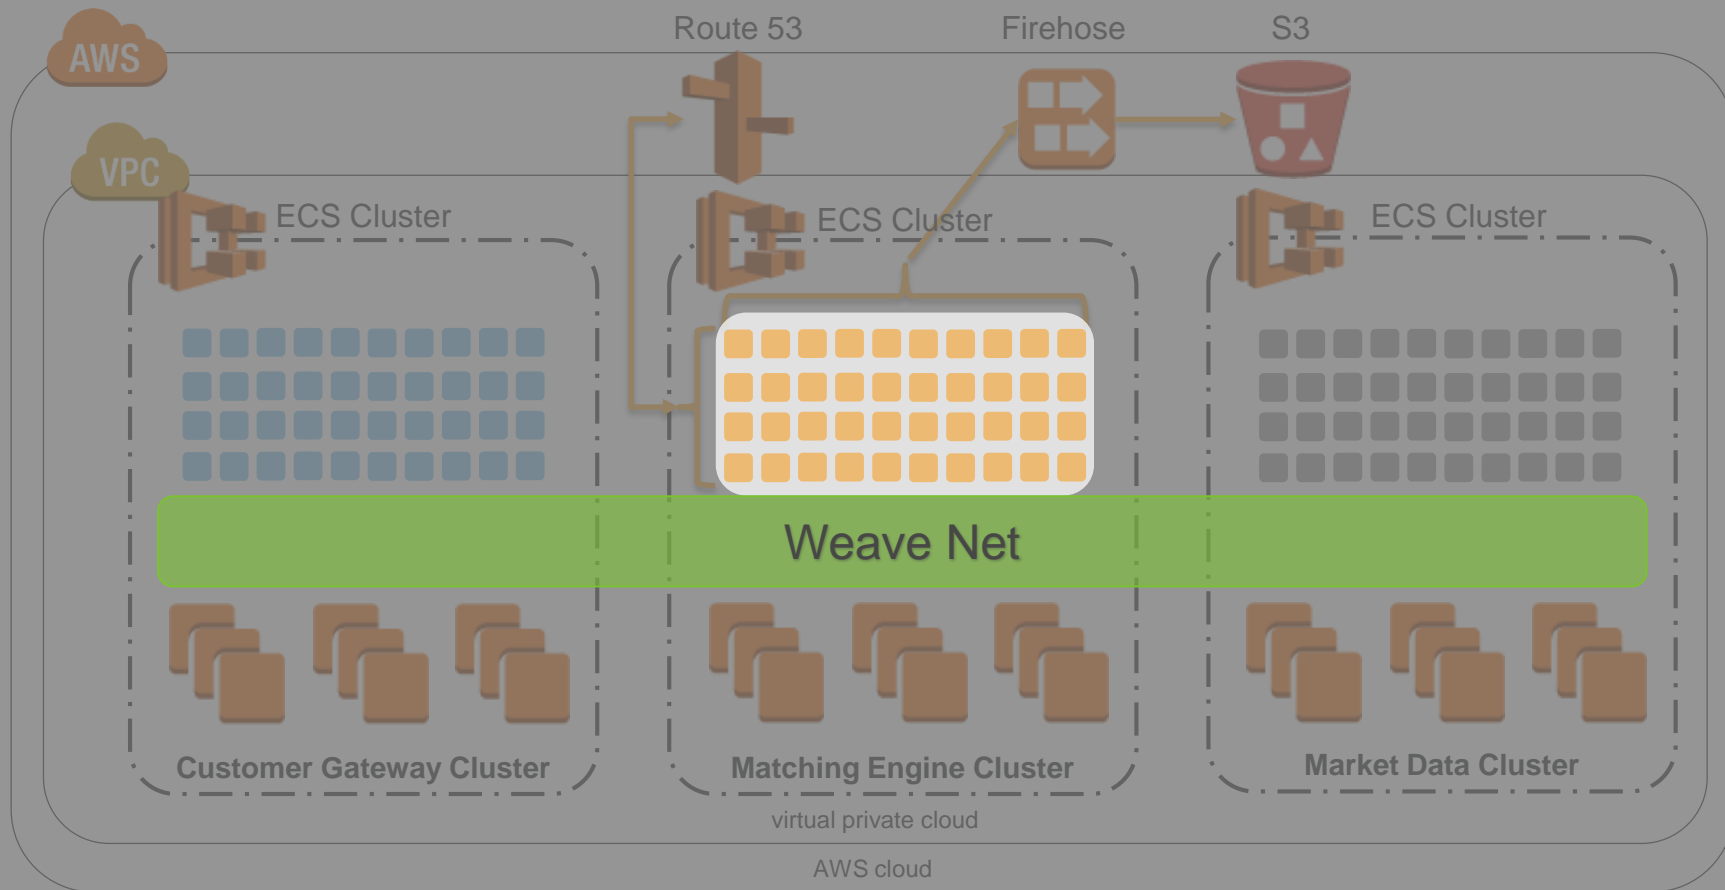 Route 53
Firehose
S3
AWS
VPC
ECS Cluster
ECS Cluster
ECS Cluster
Weave Net
Customer Gateway Cluster
Matching Engine Cluster
Market Data Cluster
virtual private cloud
AWS cloud